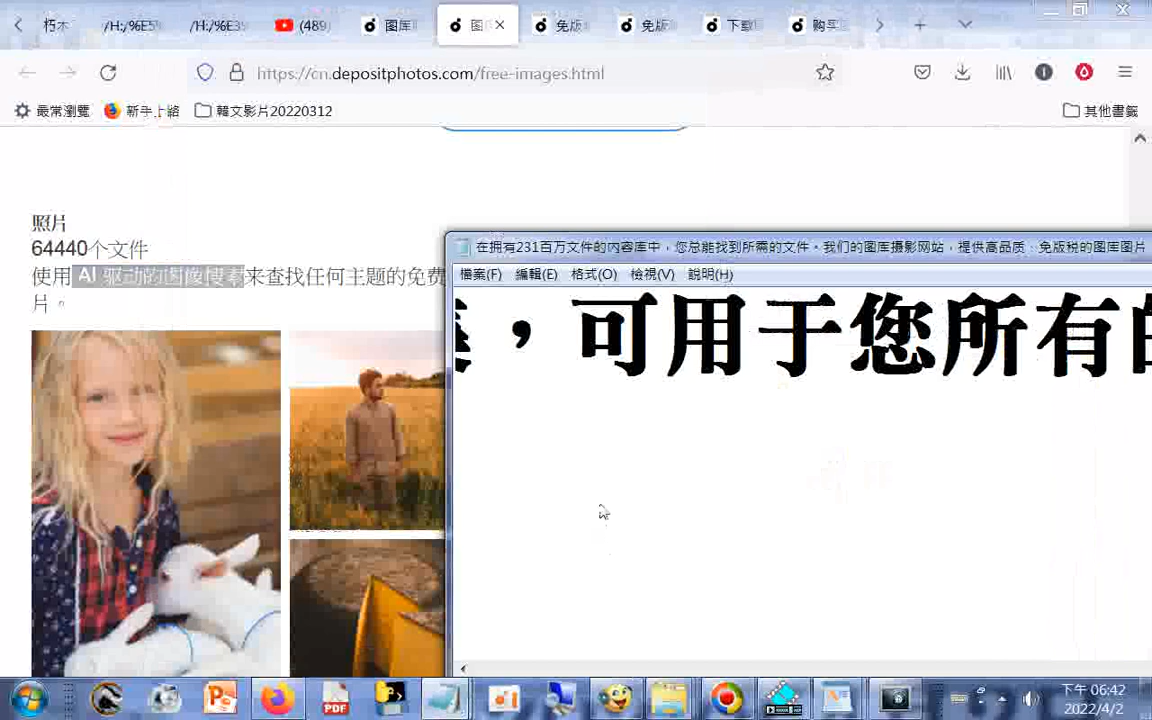 朽木
/H:/%E5
/H:/%E3
(489)
图库
图
免版
免版
下载
购买
https://cn.depositphotos.com/free-images.html
最常瀏覽
新手上路
韓文影片20220312
其他書籤
照片
64440个文件
使用 AI 驱动的图像搜索来查找任何主题的免费
片。
在拥有231百万文件的内容库中，您总能找到所需的文件。我们的图库摄影网站，提供高品质、免版税的图库图片
檔案(F)
編輯(E)
格式(O)
檢視(V)
說明(H)
，可用于您所有的
PDF
下午 06:42
2022/4/2